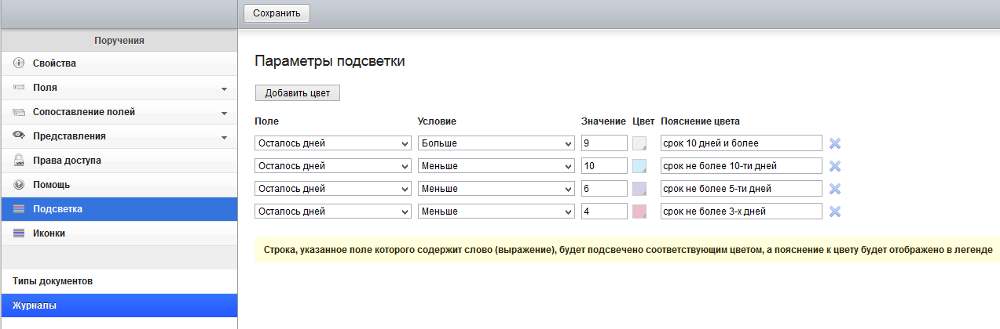 Сохранить
Поручения
Свойства
Поля
Сопоставление полей
Представления
Права доступа
Помощь
Подсветка
Иконки
Типы документов
Журналы
Параметры подсветки
Добавить цвет
Поле Условие Значение Цвет Пояснение цвета
Осталось дней Больше 9 срок 10 дней и более
Осталось дней Меньше 10 срок не более 10-ти дней
Осталось дней Меньше 6 срок не более 5-ти дней
Осталось дней Меньше 4 срок не более 3-х дней
Строка, указанное поле которого содержит слово (выражение), будет подсвечено соответствующим цветом, а пояснение к цвету будет отображено в легенде